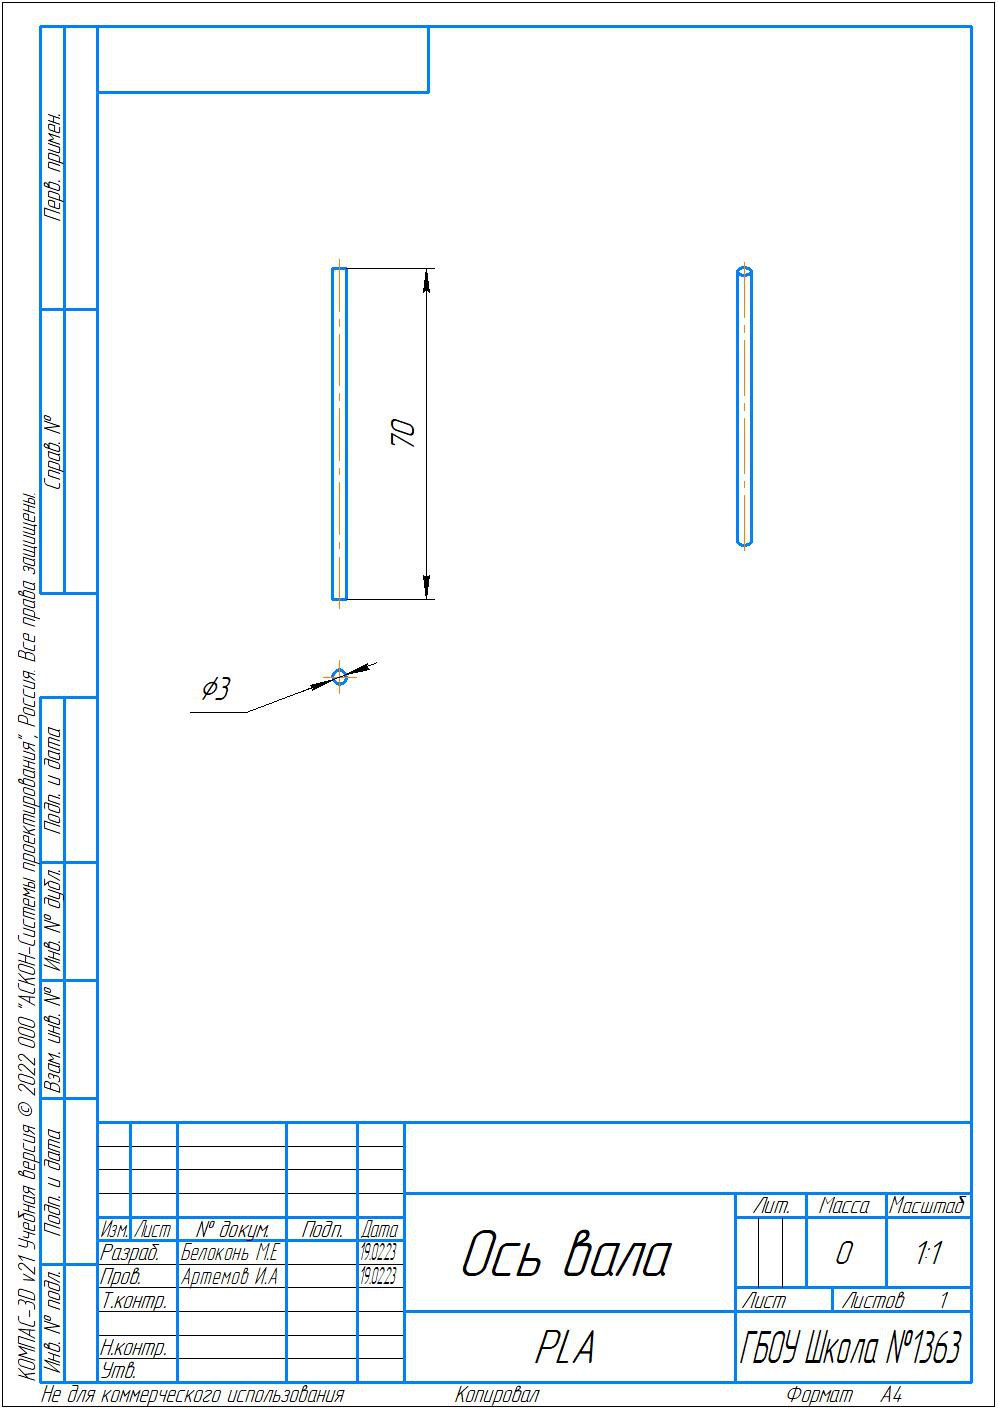 Перв. примен.
Справ. №
70
φ3
Подп. и дата
Инв. № дубл.
Взам. инв. №
Подп. и дата
Инв. № подл.
КОМПАС-3D v21 Учебная версия © 2022 ООО "АСКОН-Системы проектирования", Россия. Все права защищены.
Изм. Лист № докум. Подп. Дата
Разраб. Белоконь М.Е 19.02.23
Пров. Артемов И.А 19.02.23
Т.контр.
Н.контр.
Утв.
Ось вала
PLA
Лит. Масса Масштаб
0 1:1
Лист Листов 1
ГБОУ Школа №1363
Не для коммерческого использования Копировал Формат А4